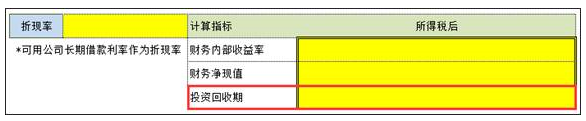 折现率 计算指标 所得税后
*可用公司长期借款利率作为折现率 财务内部收益率
财务净现值
投资回收期